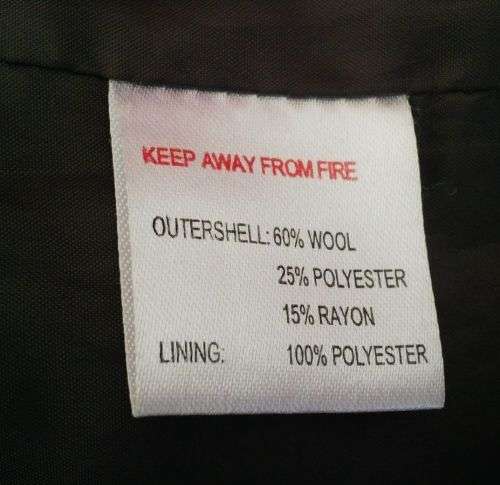 KEEP AWAY FROM FIRE
OUTERSHELL: 60% WOOL
25% POLYESTER
15% RAYON
LINING: 100% POLYESTER